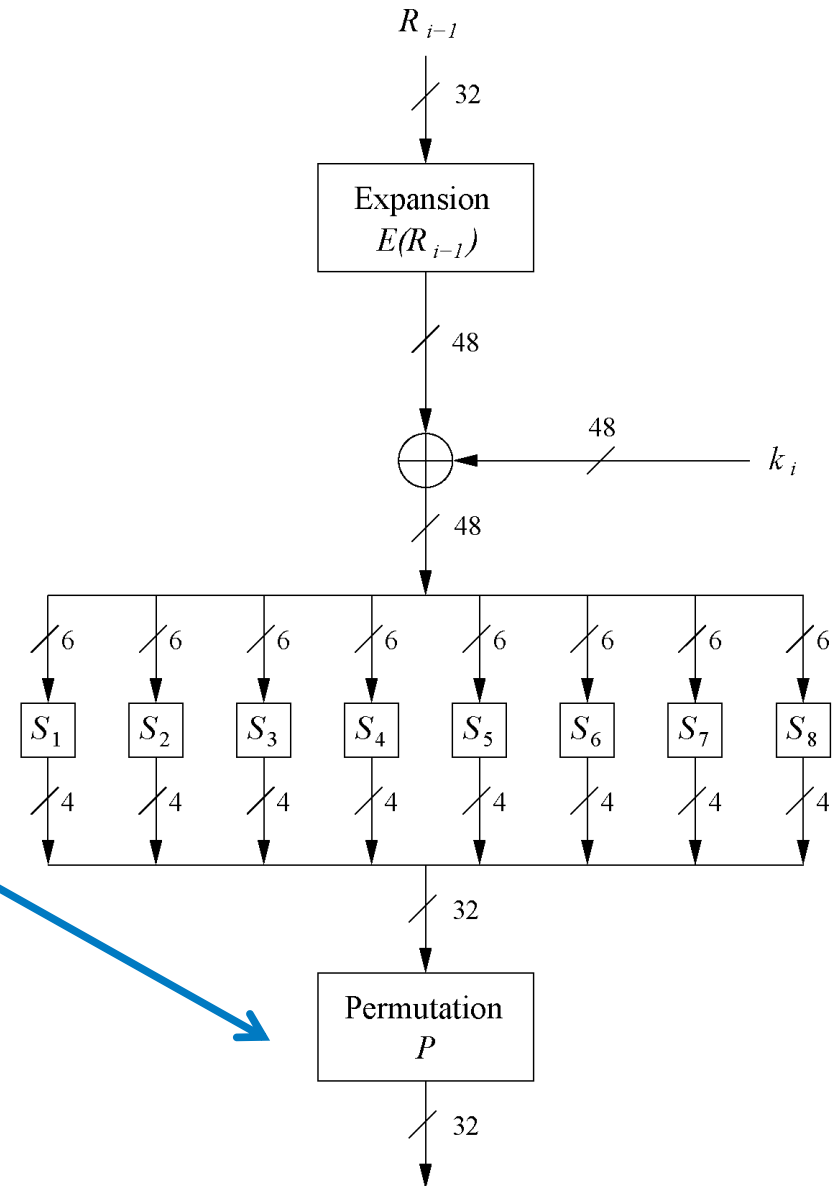 R i−1
32
Expansion
E(R i−1)
48
48
k i
48
6 6 6 6 6 6 6 6
S1 S2 S3 S4 S5 S6 S7 S8
4 4 4 4 4 4 4 4
32
Permutation
P
32